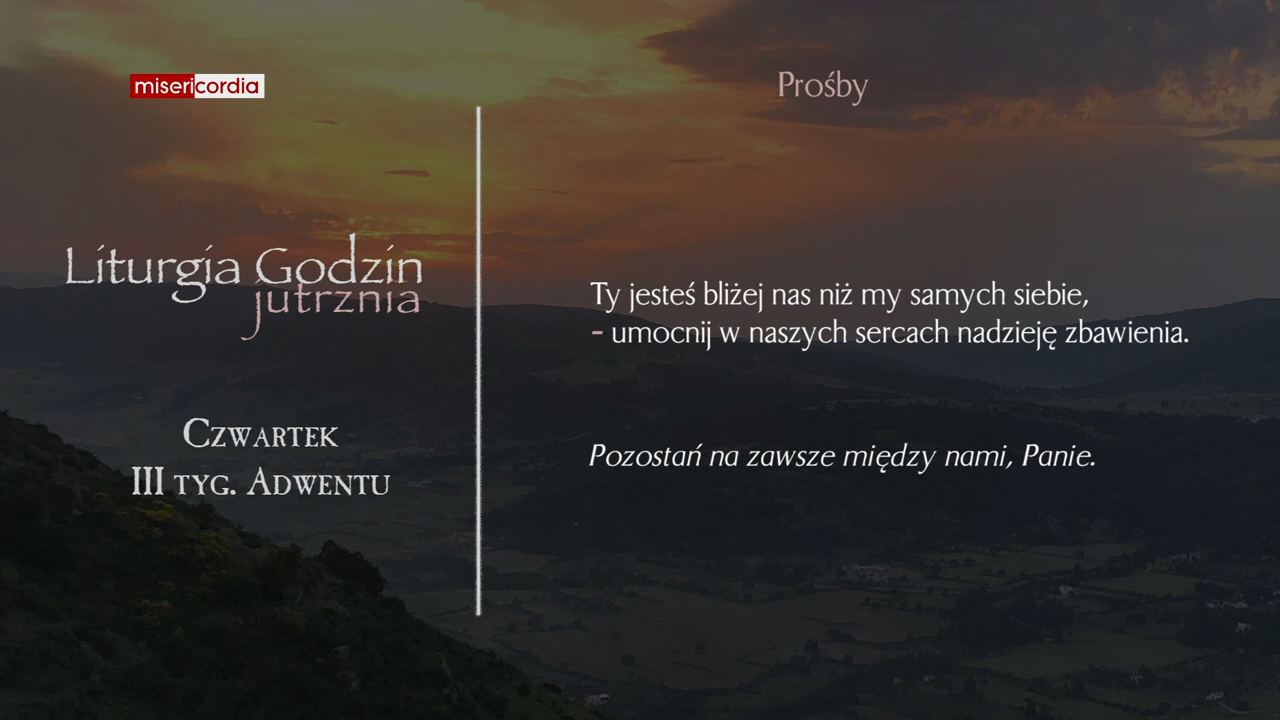 misericordia
Liturgia Godzin
jutrznia
Czwartek
III tyg. Adwentu
Prośby
Ty jesteś bliżej nas niż my samych siebie,
- umocnij w naszych sercach nadzieję zbawienia.
Pozostań na zawsze między nami, Panie.